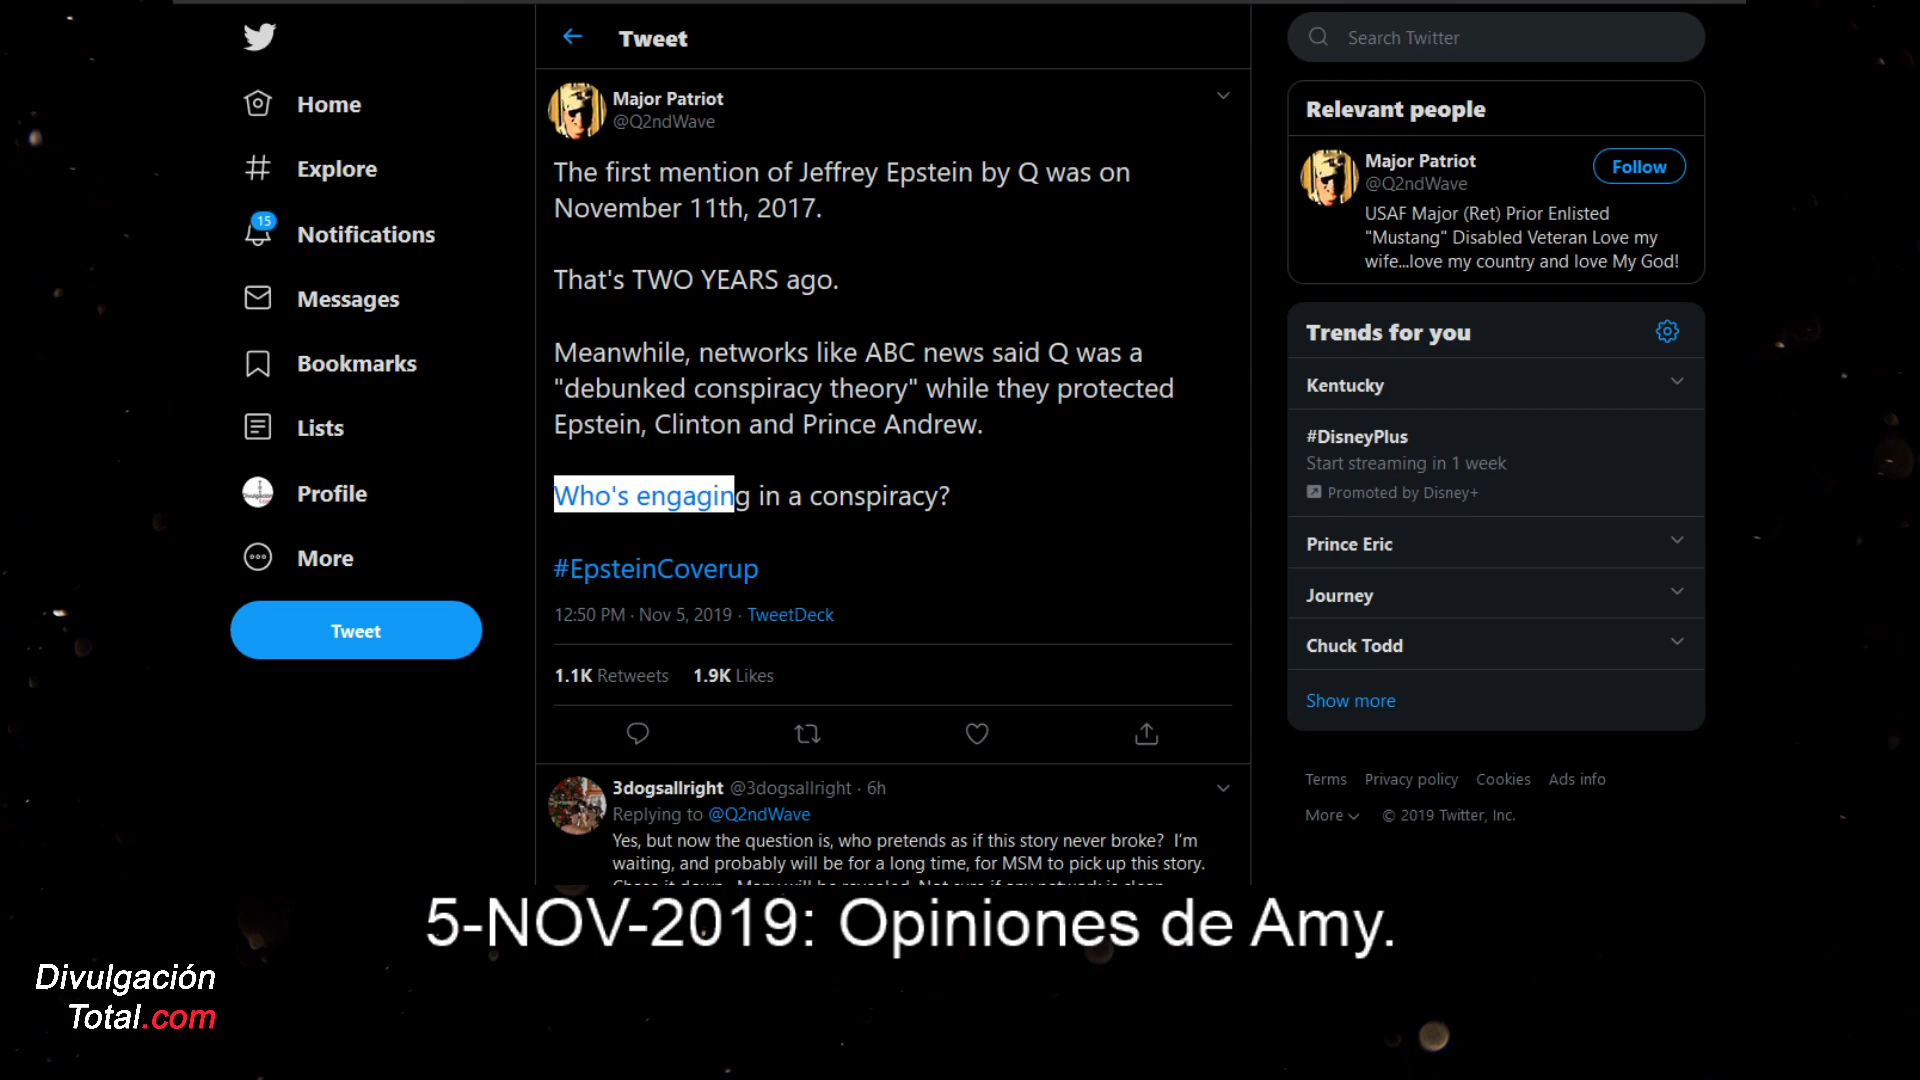 Home
Explore
15
Notifications
Messages
Bookmarks
Lists
Profile
More
Tweet
Tweet
Major Patriot
@Q2ndWave
The first mention of Jeffrey Epstein by Q was on
November 11th, 2017.
That's TWO YEARS ago.
Meanwhile, networks like ABC news said Q was a
"debunked conspiracy theory" while they protected
Epstein, Clinton and Prince Andrew.
Who's engaging in a conspiracy?
#EpsteinCoverup
12:50 PM · Nov 5, 2019 · TweetDeck
1.1K Retweets 1.9K Likes
3dogsallright @3dogsallright · 6h
Replying to @Q2ndWave
Yes, but now the question is, who pretends as if this story never broke? I'm
waiting, and probably will be for a long time, for MSM to pick up this story.
Search Twitter
Relevant people
Major Patriot
@Q2ndWave
Follow
USAF Major (Ret) Prior Enlisted
"Mustang" Disabled Veteran Love my
wife...love my country and love My God!
Trends for you
Kentucky
#DisneyPlus
Start streaming in 1 week
Promoted by Disney+
Prince Eric
Journey
Chuck Todd
Show more
Terms Privacy policy Cookies Ads info
More © 2019 Twitter, Inc.
5-NOV-2019: Opiniones de Amy.
Divulgación
Total.com